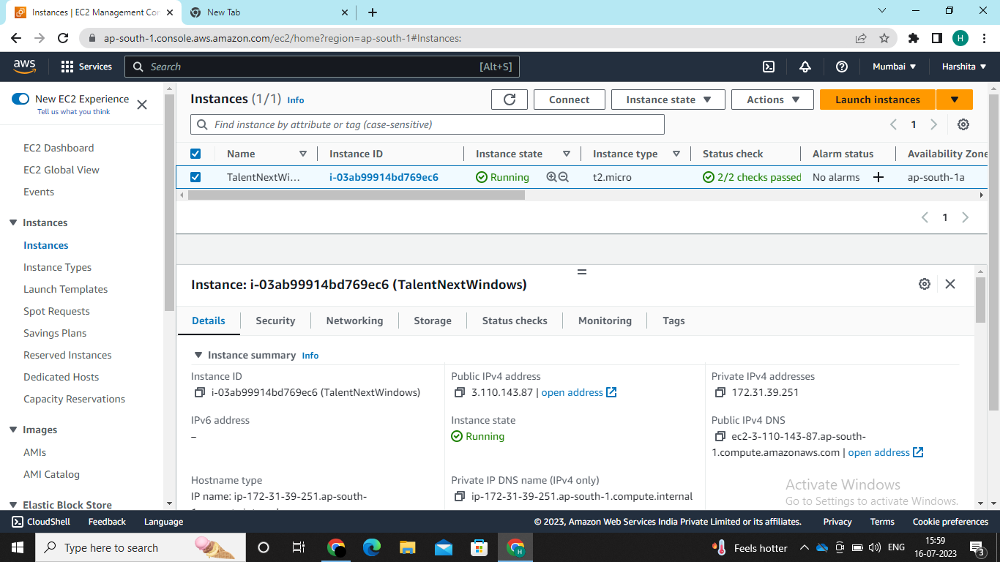 Instances | EC2 Management Con
New Tab
ap-south-1.console.aws.amazon.com/ec2/home?region=ap-south-1#Instances:
H
aws
Services
Search
[Alt+S]
Mumbai
Harshita
New EC2 Experience
Tell us what you think
EC2 Dashboard
EC2 Global View
Events
Instances
Instances
Instance Types
Launch Templates
Spot Requests
Savings Plans
Reserved Instances
Dedicated Hosts
Capacity Reservations
Images
AMIs
AMI Catalog
Elastic Block Store
Instances (1/1) Info
Connect
Instance state
Actions
Launch instances
Find instance by attribute or tag (case-sensitive)
1
Name Instance ID Instance state Instance type Status check Alarm status Availability Zone
TalentNextWi... i-03ab99914bd769ec6 Running t2.micro 2/2 checks passed No alarms + ap-south-1a
1
Instance: i-03ab99914bd769ec6 (TalentNextWindows)
Details Security Networking Storage Status checks Monitoring Tags
Instance summary Info
Instance ID
i-03ab99914bd769ec6 (TalentNextWindows)
Public IPv4 address
3.110.143.87 | open address
Private IPv4 addresses
172.31.39.251
IPv6 address
–
Instance state
Running
Public IPv4 DNS
ec2-3-110-143-87.ap-south-
1.compute.amazonaws.com | open address
Hostname type
IP name: ip-172-31-39-251.ap-south-
Private IP DNS name (IPv4 only)
ip-172-31-39-251.ap-south-1.compute.internal
Activate Windows
Go to Settings to activate Windows.
CloudShell Feedback Language
© 2023, Amazon Web Services India Private Limited or its affiliates. Privacy Terms Cookie preferences
Type here to search
H
Feels hotter
ENG
15:59
16-07-2023
3